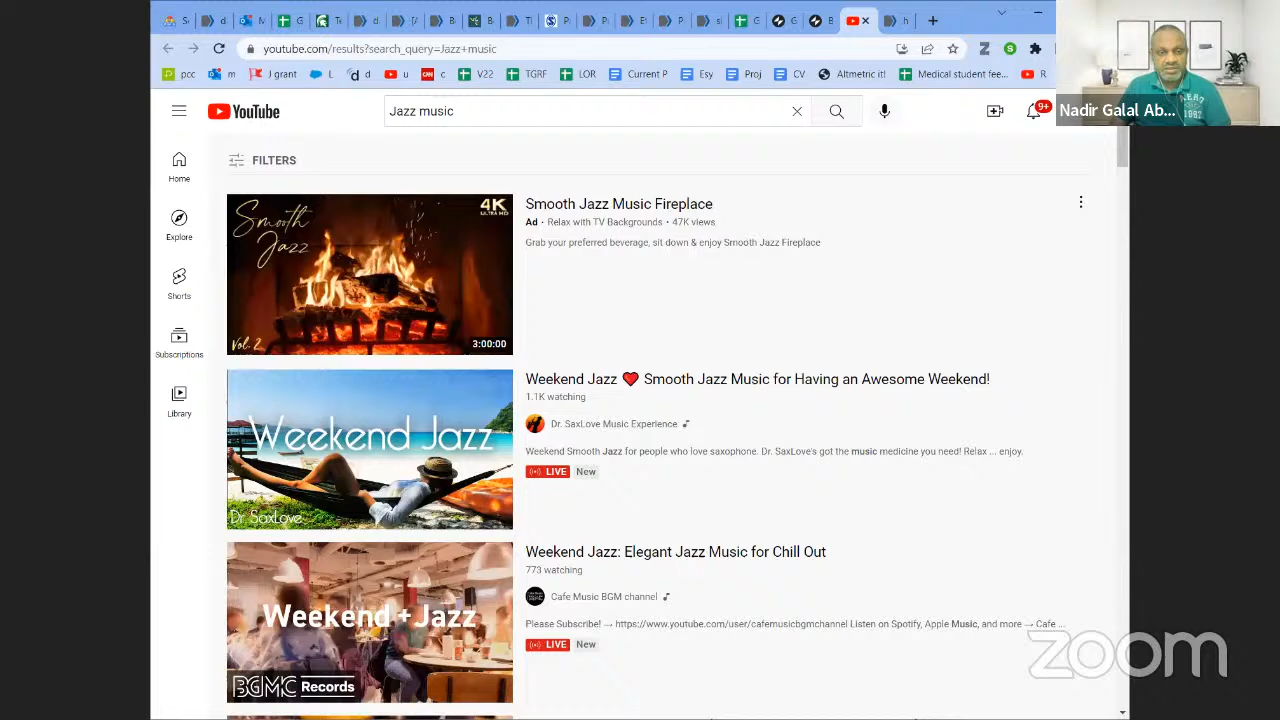 youtube.com/results?search_query=Jazz+music
pcc
m
J grant
L
d
u
c
V22
TGRF
LOR
Current P
Esy
Proj
CV
Altmetric it!
Medical student fee...
R
YouTube
Jazz music
9+
Nadir Galal Ab...
FILTERS
Home
Explore
Shorts
Subscriptions
Library
Smooth
Jazz
4K
ULTRA HD
Vol. 2
3:00:00
Smooth Jazz Music Fireplace
Ad • Relax with TV Backgrounds • 47K views
Grab your preferred beverage, sit down & enjoy Smooth Jazz Fireplace
Weekend Jazz
Dr SaxLove
Weekend Jazz ❤ Smooth Jazz Music for Having an Awesome Weekend!
1.1K watching
Dr. SaxLove Music Experience
Weekend Smooth Jazz for people who love saxophone. Dr. SaxLove's got the music medicine you need! Relax ... enjoy.
LIVE New
Weekend + Jazz
BGMC Records
Weekend Jazz: Elegant Jazz Music for Chill Out
773 watching
Cafe Music BGM channel
Please Subscribe! → https://www.youtube.com/user/cafemusicbgmchannel Listen on Spotify, Apple Music, and more → Cafe ...
LIVE New
zoom